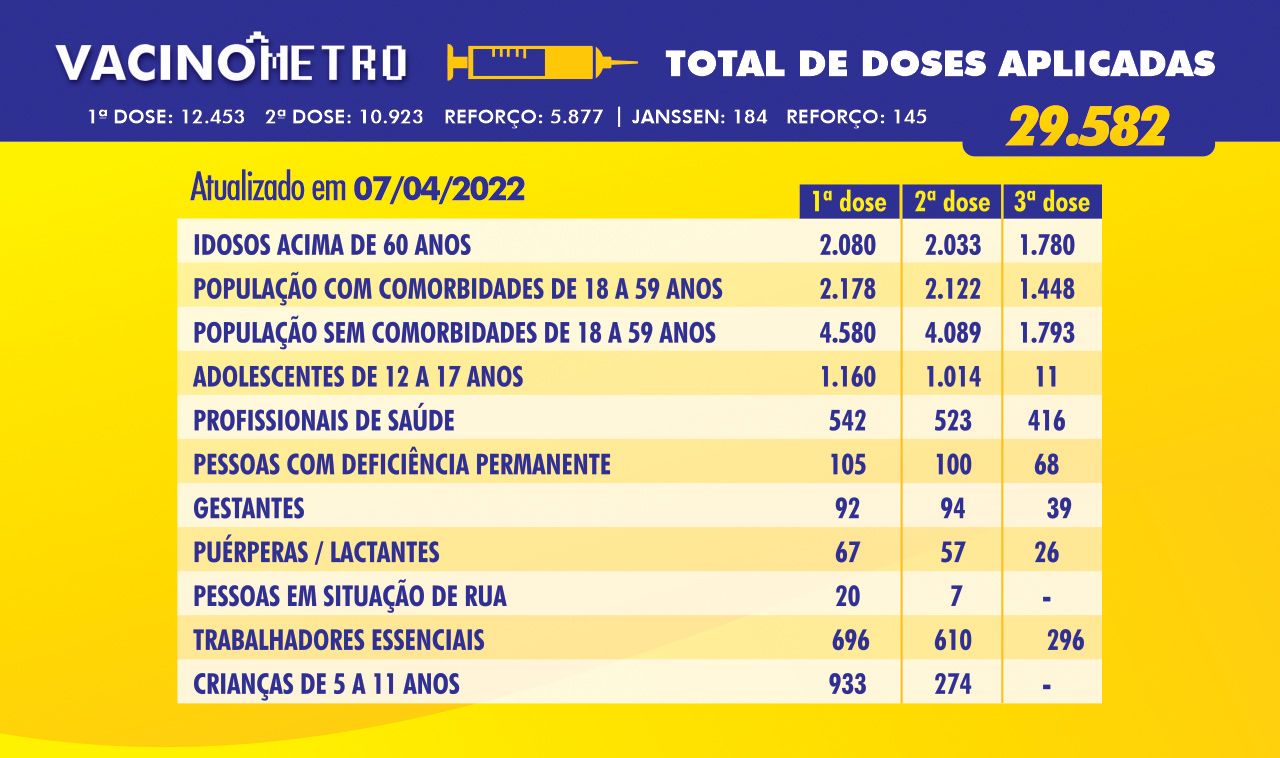 VACINÔMETRO
TOTAL DE DOSES APLICADAS
1ª DOSE: 12.453 2ª DOSE: 10.923 REFORÇO: 5.877 | JANSSEN: 184 REFORÇO: 145
29.582
Atualizado em 07/04/2022
1ª dose 2ª dose 3ª dose
IDOSOS ACIMA DE 60 ANOS 2.080 2.033 1.780
POPULAÇÃO COM COMORBIDADES DE 18 A 59 ANOS 2.178 2.122 1.448
POPULAÇÃO SEM COMORBIDADES DE 18 A 59 ANOS 4.580 4.089 1.793
ADOLESCENTES DE 12 A 17 ANOS 1.160 1.014 11
PROFISSIONAIS DE SAÚDE 542 523 416
PESSOAS COM DEFICIÊNCIA PERMANENTE 105 100 68
GESTANTES 92 94 39
PUÉRPERAS / LACTANTES 67 57 26
PESSOAS EM SITUAÇÃO DE RUA 20 7 -
TRABALHADORES ESSENCIAIS 696 610 296
CRIANÇAS DE 5 A 11 ANOS 933 274 -